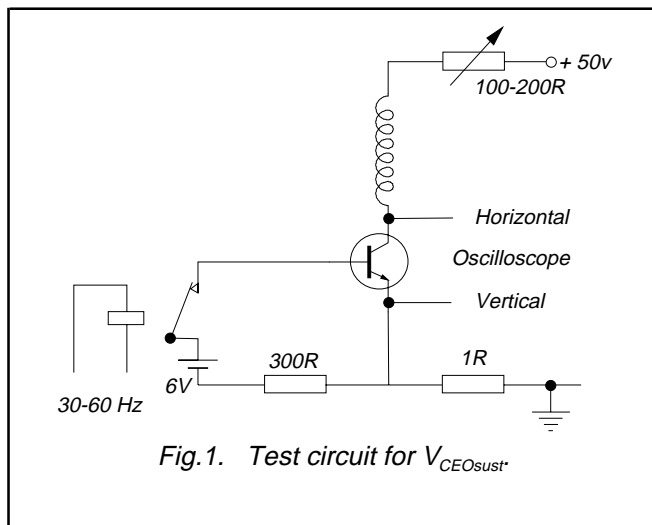 + 50v
100-200R
Horizontal
Oscilloscope
Vertical
300R
1R
6V
30-60 Hz
Fig.1. Test circuit for VCEOsust.